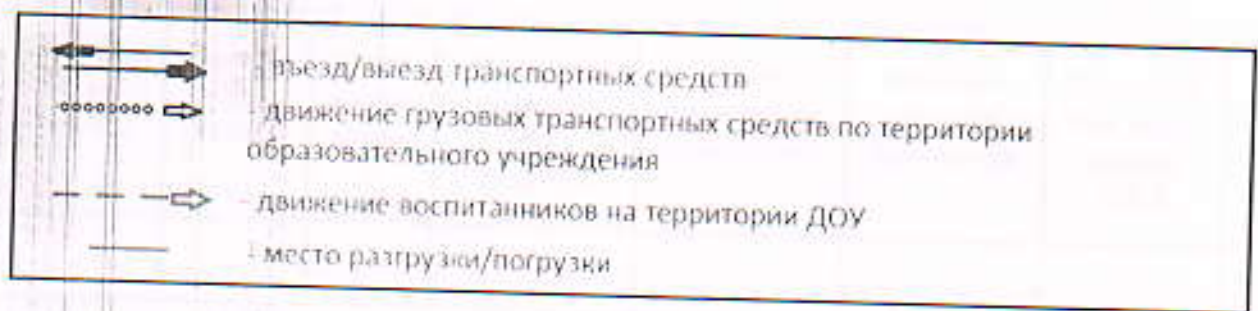 - въезд/выезд транспортных средств
- движение грузовых транспортных средств по территории
образовательного учреждения
- движение воспитанников на территории ДОУ
- место разгрузки/погрузки